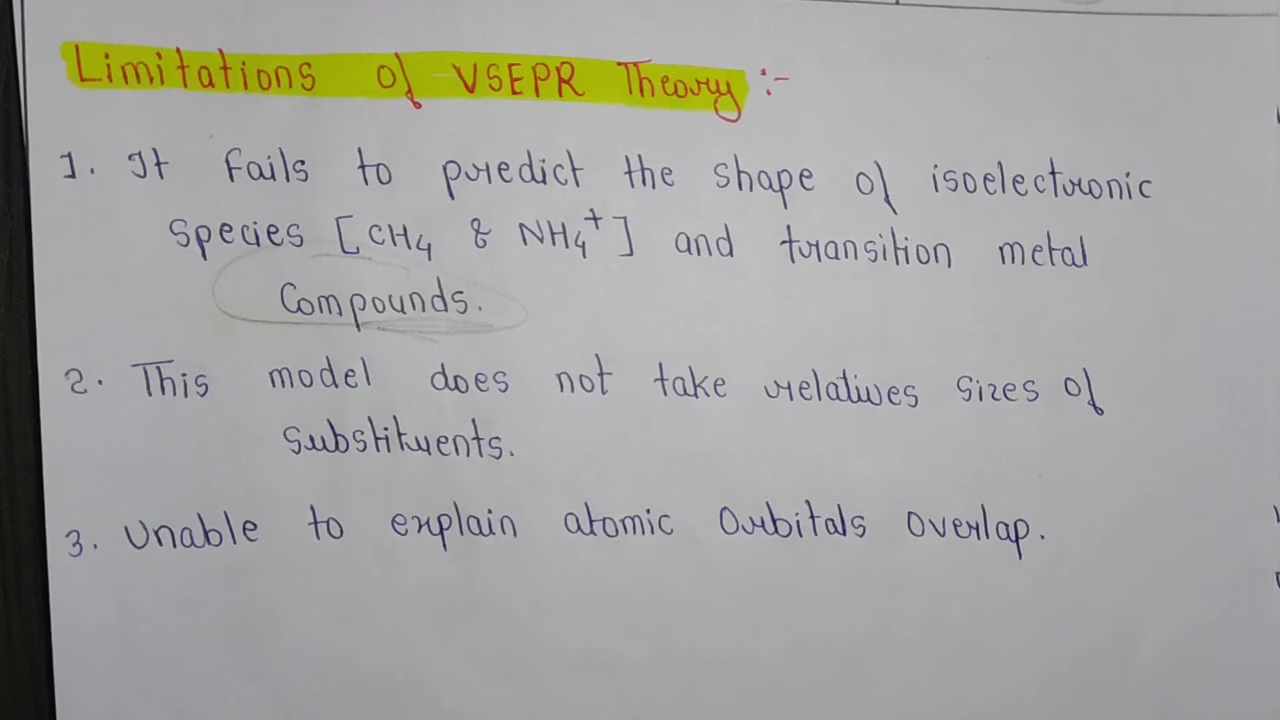 Limitations of VSEPR Theory :-
1. It fails to predict the shape of isoelectronic
species [CH₄ & NH₄⁺] and transition metal
Compounds.
2. This model does not take relatives sizes of
substituents.
3. Unable to explain atomic Orbitals Overlap.